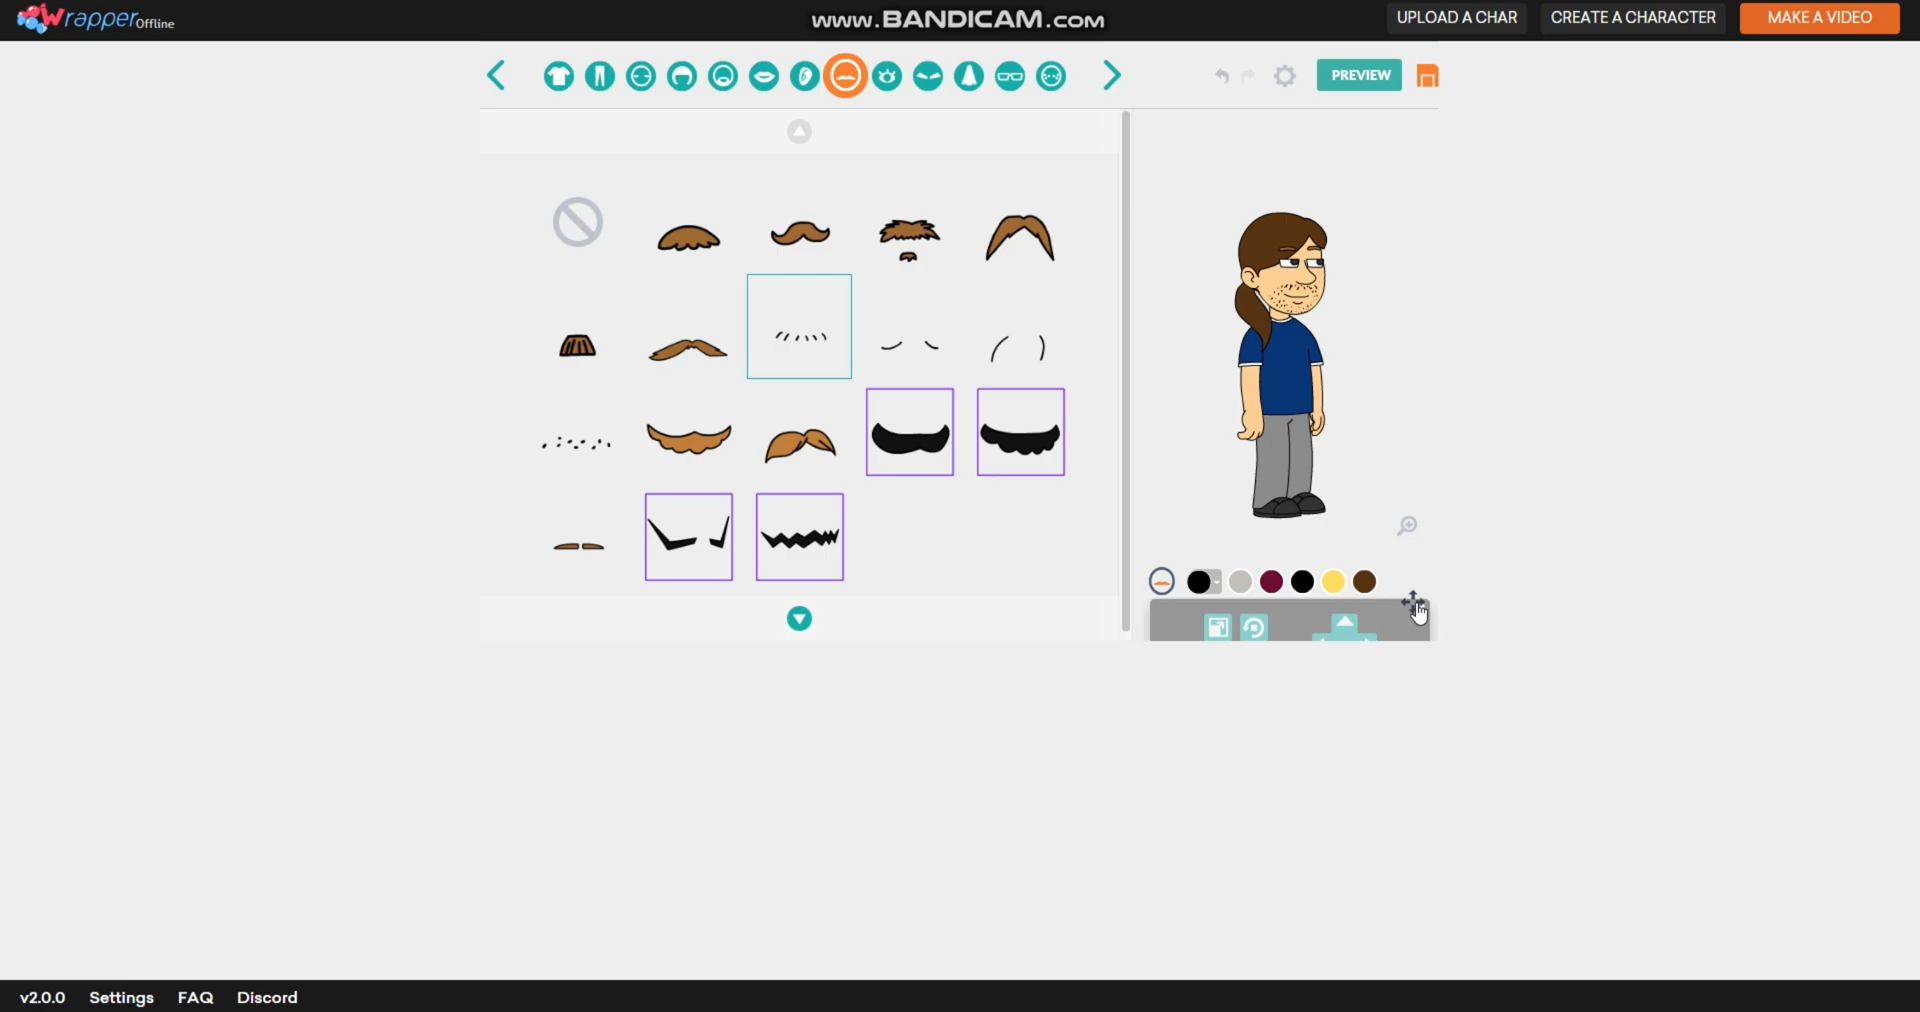 Wrapper Offline
www.BANDICAM.com
UPLOAD A CHAR
CREATE A CHARACTER
MAKE A VIDEO
PREVIEW
v2.0.0
Settings
FAQ
Discord